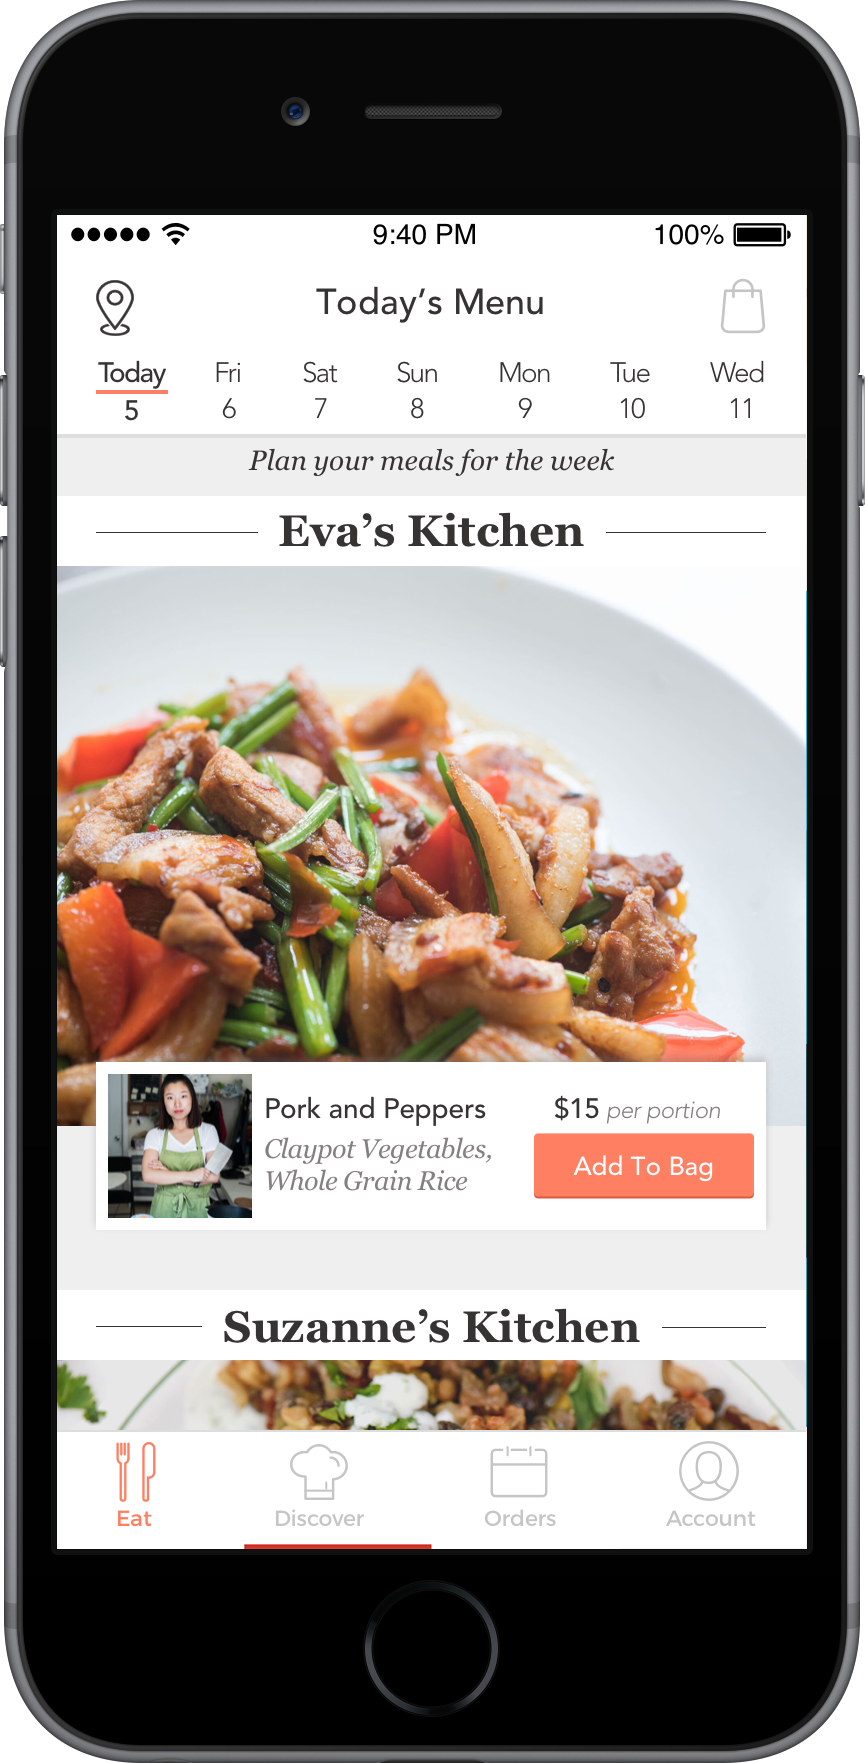 9:40 PM 100%
Today’s Menu
Today Fri Sat Sun Mon Tue Wed
5 6 7 8 9 10 11
Plan your meals for the week
Eva’s Kitchen
Pork and Peppers
Claypot Vegetables,
Whole Grain Rice
$15 per portion
Add To Bag
Suzanne’s Kitchen
Eat Discover Orders Account